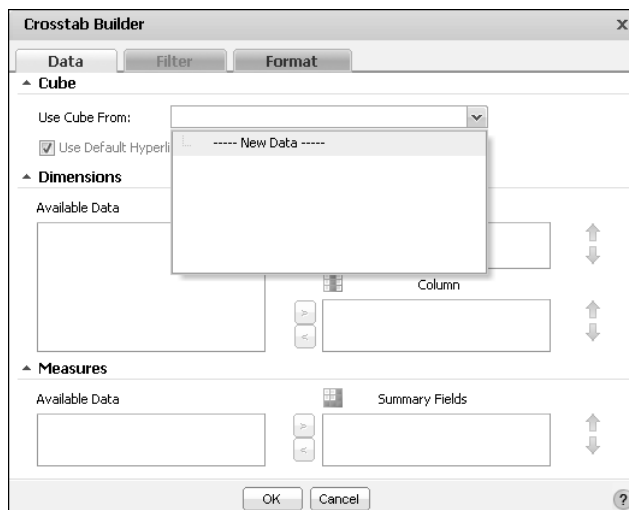 Crosstab Builder x
Data Filter Format
Cube
Use Cube From:
Use Default Hyperli
----- New Data -----
Dimensions
Available Data
Column
> 
<
Measures
Available Data Summary Fields
>
<
OK Cancel ?